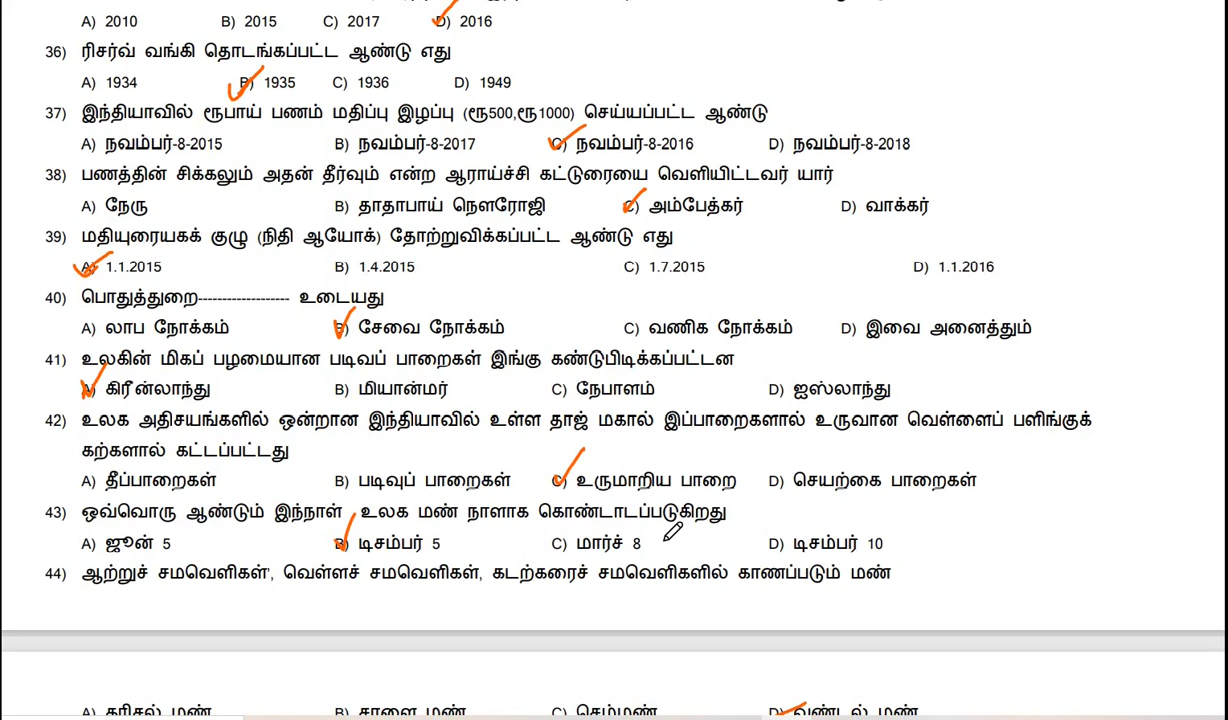 A) 2010 B) 2015 C) 2017 D) 2016
36) ரிசர்வ் வங்கி தொடங்கப்பட்ட ஆண்டு எது
A) 1934 B) 1935 C) 1936 D) 1949
37) இந்தியாவில் ரூபாய் பணம் மதிப்பு இழப்பு (ரூ500,ரூ1000) செய்யப்பட்ட ஆண்டு
A) நவம்பர்-8-2015 B) நவம்பர்-8-2017 C) நவம்பர்-8-2016 D) நவம்பர்-8-2018
38) பணத்தின் சிக்கலும் அதன் தீர்வும் என்ற ஆராய்ச்சி கட்டுரையை வெளியிட்டவர் யார்
A) நேரு B) தாதாபாய் நௌரோஜி C) அம்பேத்கர் D) வாக்கர்
39) மதியுரையகக் குழு (நிதி ஆயோக்) தோற்றுவிக்கப்பட்ட ஆண்டு எது
A) 1.1.2015 B) 1.4.2015 C) 1.7.2015 D) 1.1.2016
40) பொதுத்துறை------------------- உடையது
A) லாப நோக்கம் B) சேவை நோக்கம் C) வணிக நோக்கம் D) இவை அனைத்தும்
41) உலகின் மிகப் பழமையான படிவப் பாறைகள் இங்கு கண்டுபிடிக்கப்பட்டன
A) கிரீன்லாந்து B) மியான்மர் C) நேபாளம் D) ஐஸ்லாந்து
42) உலக அதிசயங்களில் ஒன்றான இந்தியாவில் உள்ள தாஜ் மகால் இப்பாறைகளால் உருவான வெள்ளைப் பளிங்குக்
கற்களால் கட்டப்பட்டது
A) தீப்பாறைகள் B) படிவுப் பாறைகள் C) உருமாறிய பாறை D) செயற்கை பாறைகள்
43) ஒவ்வொரு ஆண்டும் இந்நாள் உலக மண் நாளாக கொண்டாடப்படுகிறது
A) ஜூன் 5 B) டிசம்பர் 5 C) மார்ச் 8 D) டிசம்பர் 10
44) ஆற்றுச் சமவெளிகள்', வெள்ளச் சமவெளிகள், கடற்கரைச் சமவெளிகளில் காணப்படும் மண்
A) கரிசல் மண் B) சாளை மண் C) செம்மண் D) வண்டல் மண்